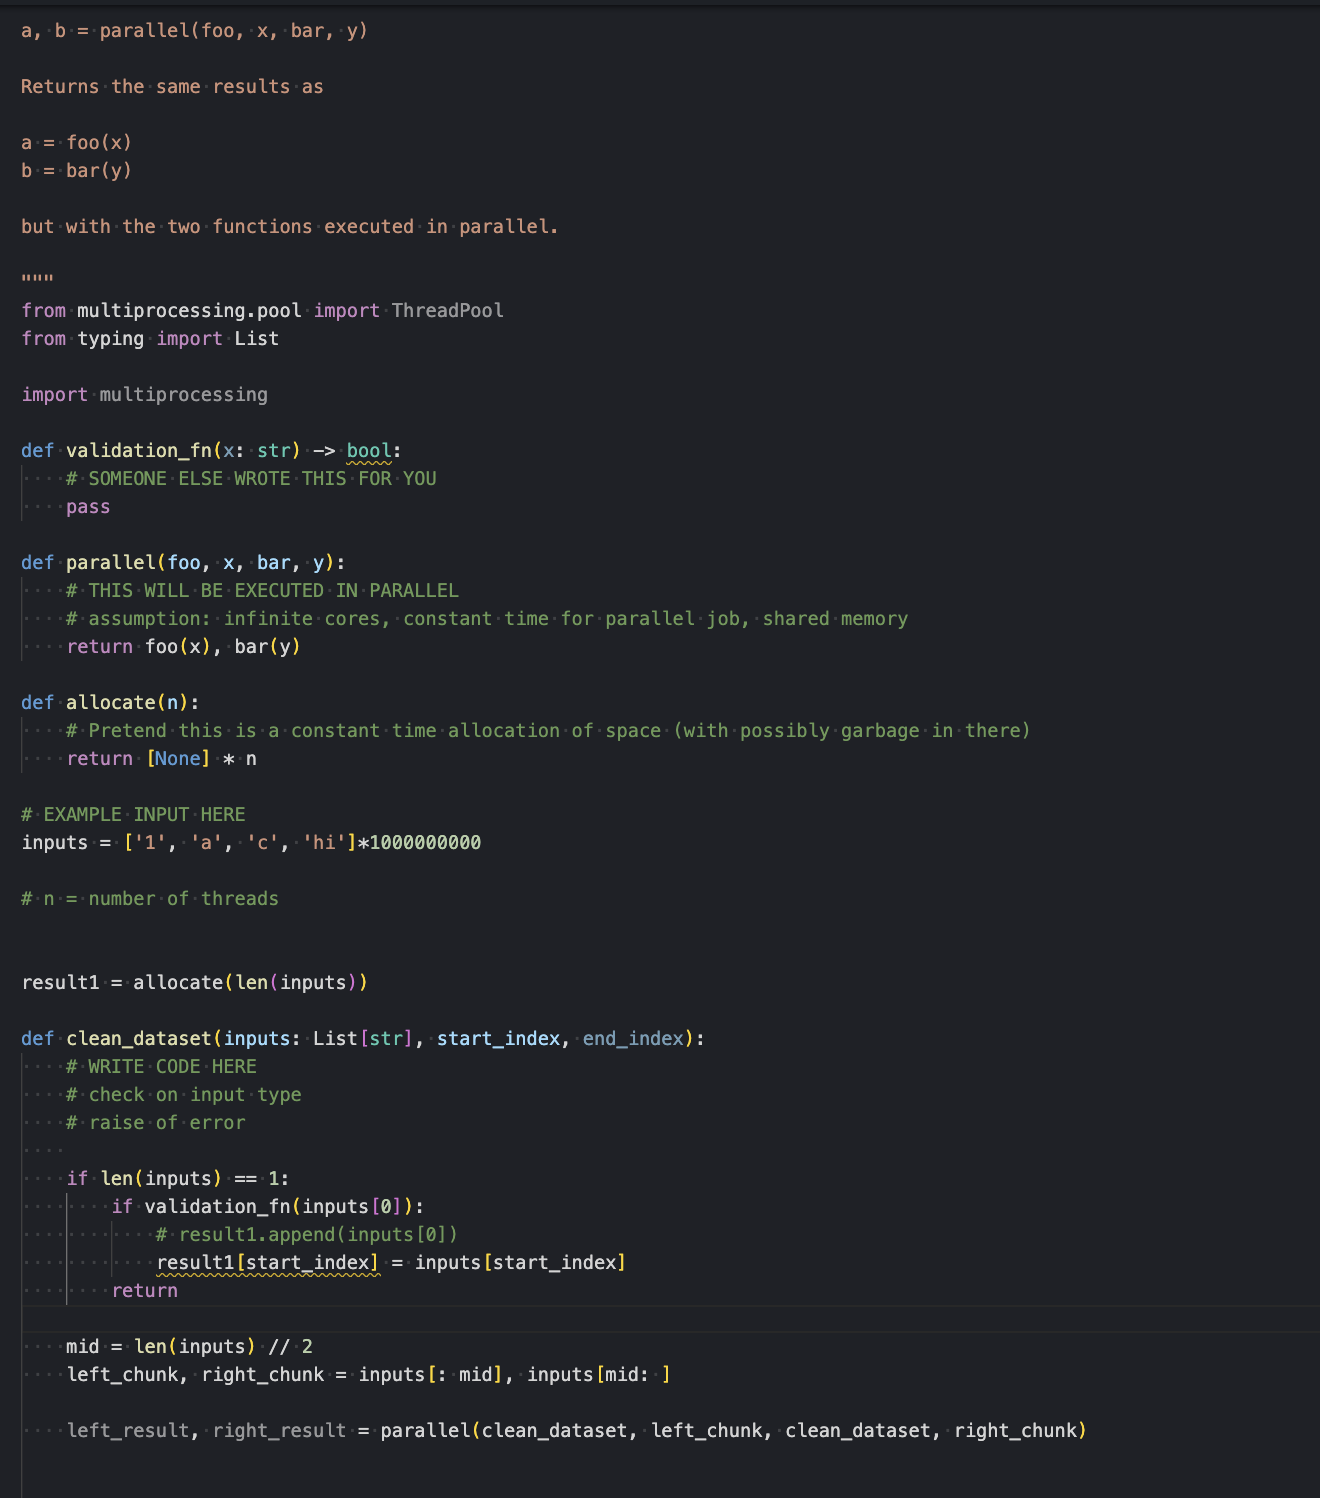 a, b = parallel(foo, x, bar, y)
Returns the same results as
a = foo(x)
b = bar(y)
but with the two functions executed in parallel.
"""
from multiprocessing.pool import ThreadPool
from typing import List
import multiprocessing
def validation_fn(x: str) -> bool:
    # SOMEONE ELSE WROTE THIS FOR YOU
    pass
def parallel(foo, x, bar, y):
    # THIS WILL BE EXECUTED IN PARALLEL
    # assumption: infinite cores, constant time for parallel job, shared memory
    return foo(x), bar(y)
def allocate(n):
    # Pretend this is a constant time allocation of space (with possibly garbage in there)
    return [None] * n
# EXAMPLE INPUT HERE
inputs = ['1', 'a', 'c', 'hi']*1000000000
# n = number of threads
result1 = allocate(len(inputs))
def clean_dataset(inputs: List[str], start_index, end_index):
    # WRITE CODE HERE
    # check on input type
    # raise of error
    if len(inputs) == 1:
        if validation_fn(inputs[0]):
            # result1.append(inputs[0])
            result1[start_index] = inputs[start_index]
        return
    mid = len(inputs) // 2
    left_chunk, right_chunk = inputs[: mid], inputs[mid: ]
    left_result, right_result = parallel(clean_dataset, left_chunk, clean_dataset, right_chunk)